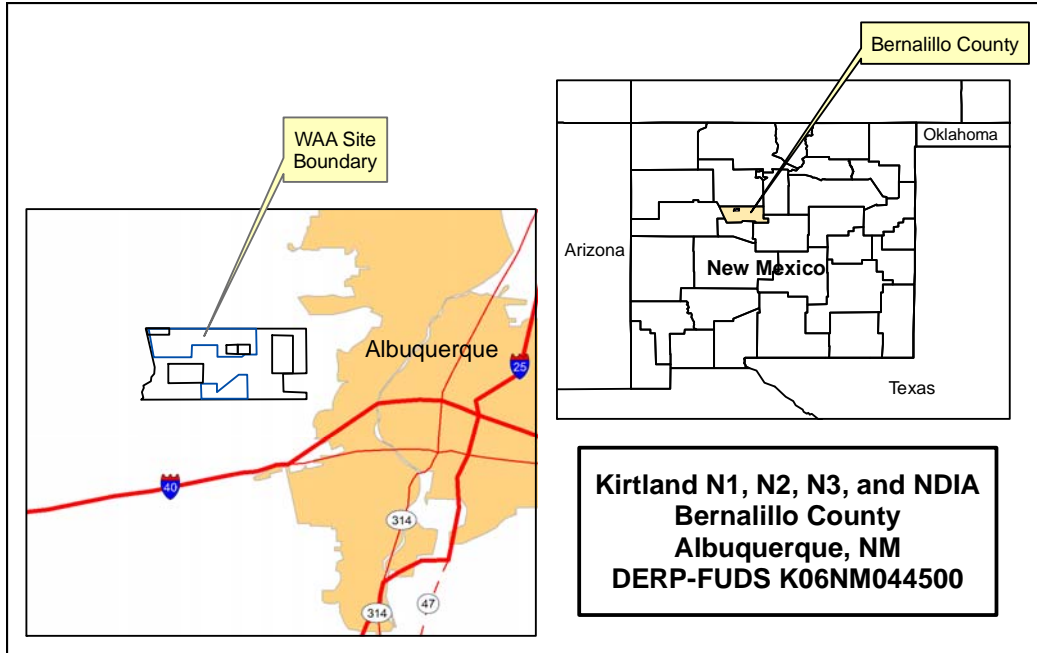 Bernalillo County
WAA Site
Boundary
Oklahoma
Arizona
New Mexico
Texas
Albuquerque
25
40
314
314
47
Kirtland N1, N2, N3, and NDIA
Bernalillo County
Albuquerque, NM
DERP-FUDS K06NM044500